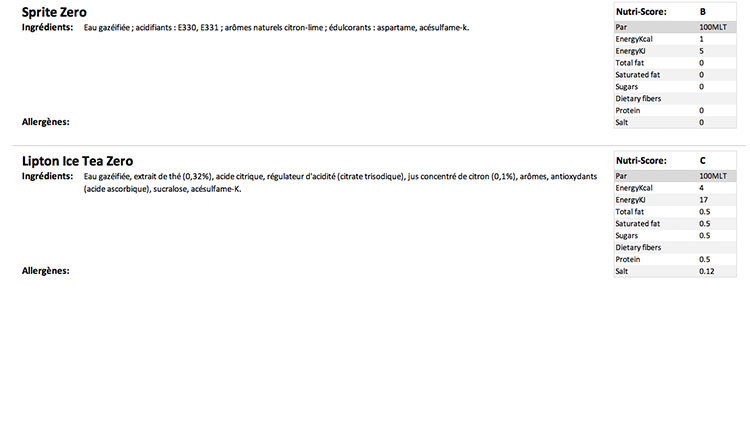 Sprite Zero
Nutri-Score: B
Ingrédients: Eau gazéifiée ; acidifiants : E330, E331 ; arômes naturels citron-lime ; édulcorants : aspartame, acésulfame-k.
Par 100MLT
EnergyKcal 1
EnergyKJ 5
Total fat 0
Saturated fat 0
Sugars 0
Dietary fibers
Protein 0
Allergènes:
Salt 0
Lipton Ice Tea Zero
Nutri-Score: C
Ingrédients: Eau gazéifiée, extrait de thé (0,32%), acide citrique, régulateur d'acidité (citrate trisodique), jus concentré de citron (0,1%), arômes, antioxydants
(acide ascorbique), sucralose, acésulfame-K.
Par 100MLT
EnergyKcal 4
EnergyKJ 17
Total fat 0.5
Saturated fat 0.5
Sugars 0.5
Dietary fibers
Protein 0.5
Allergènes:
Salt 0.12